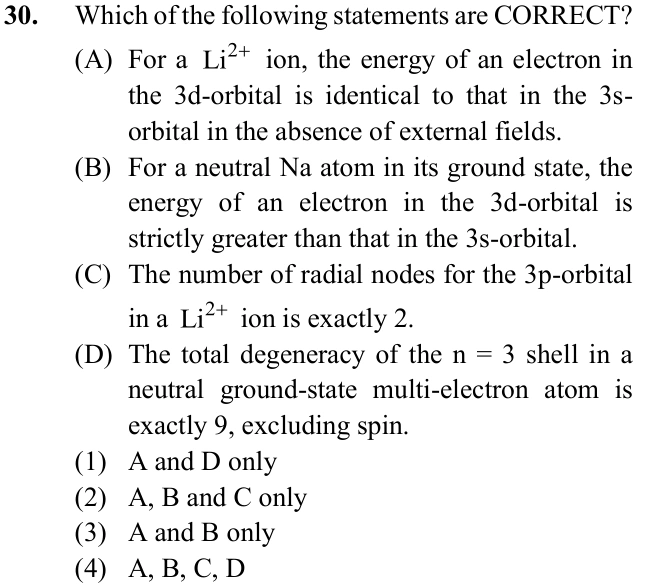 30. Which of the following statements are CORRECT?
(A) For a Li²⁺ ion, the energy of an electron in
the 3d-orbital is identical to that in the 3s-
orbital in the absence of external fields.
(B) For a neutral Na atom in its ground state, the
energy of an electron in the 3d-orbital is
strictly greater than that in the 3s-orbital.
(C) The number of radial nodes for the 3p-orbital
in a Li²⁺ ion is exactly 2.
(D) The total degeneracy of the n = 3 shell in a
neutral ground-state multi-electron atom is
exactly 9, excluding spin.
(1) A and D only
(2) A, B and C only
(3) A and B only
(4) A, B, C, D